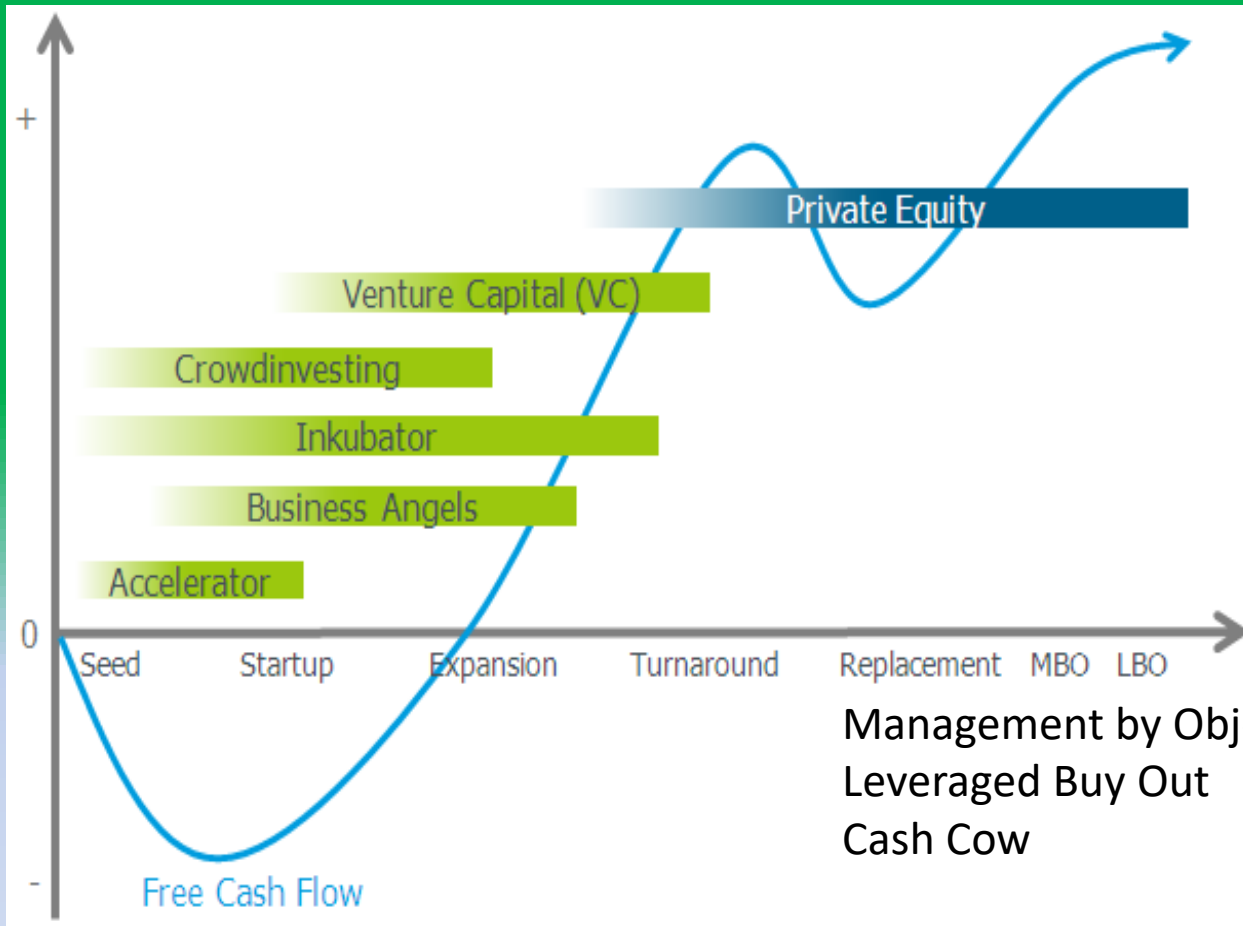 +
Private Equity
Venture Capital (VC)
Crowdinvesting
Inkubator
Business Angels
Accelerator
0
Seed Startup Expansion Turnaround Replacement MBO LBO
Management by Obj
Leveraged Buy Out
Cash Cow
-
Free Cash Flow